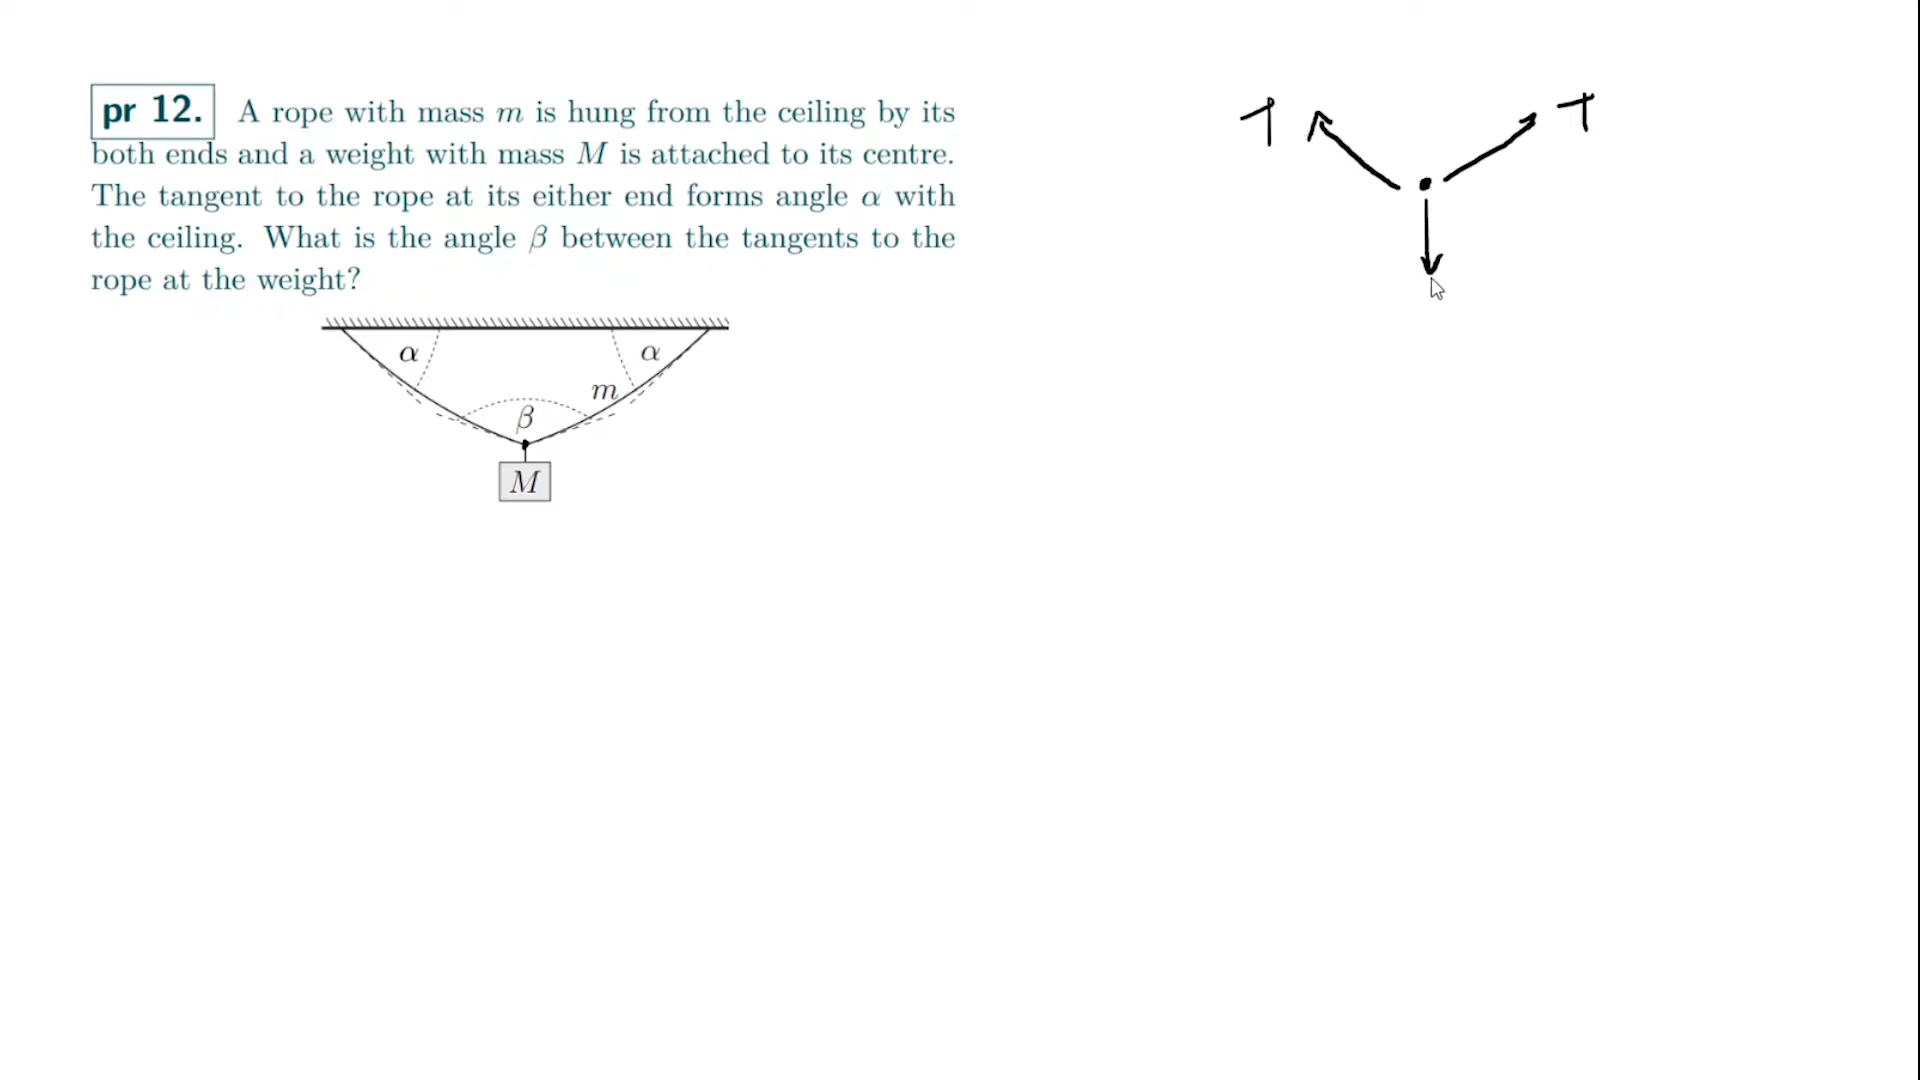 pr 12. A rope with mass m is hung from the ceiling by its
both ends and a weight with mass M is attached to its centre.
The tangent to the rope at its either end forms angle α with
the ceiling. What is the angle β between the tangents to the
rope at the weight?
α α
m
β
M
T T